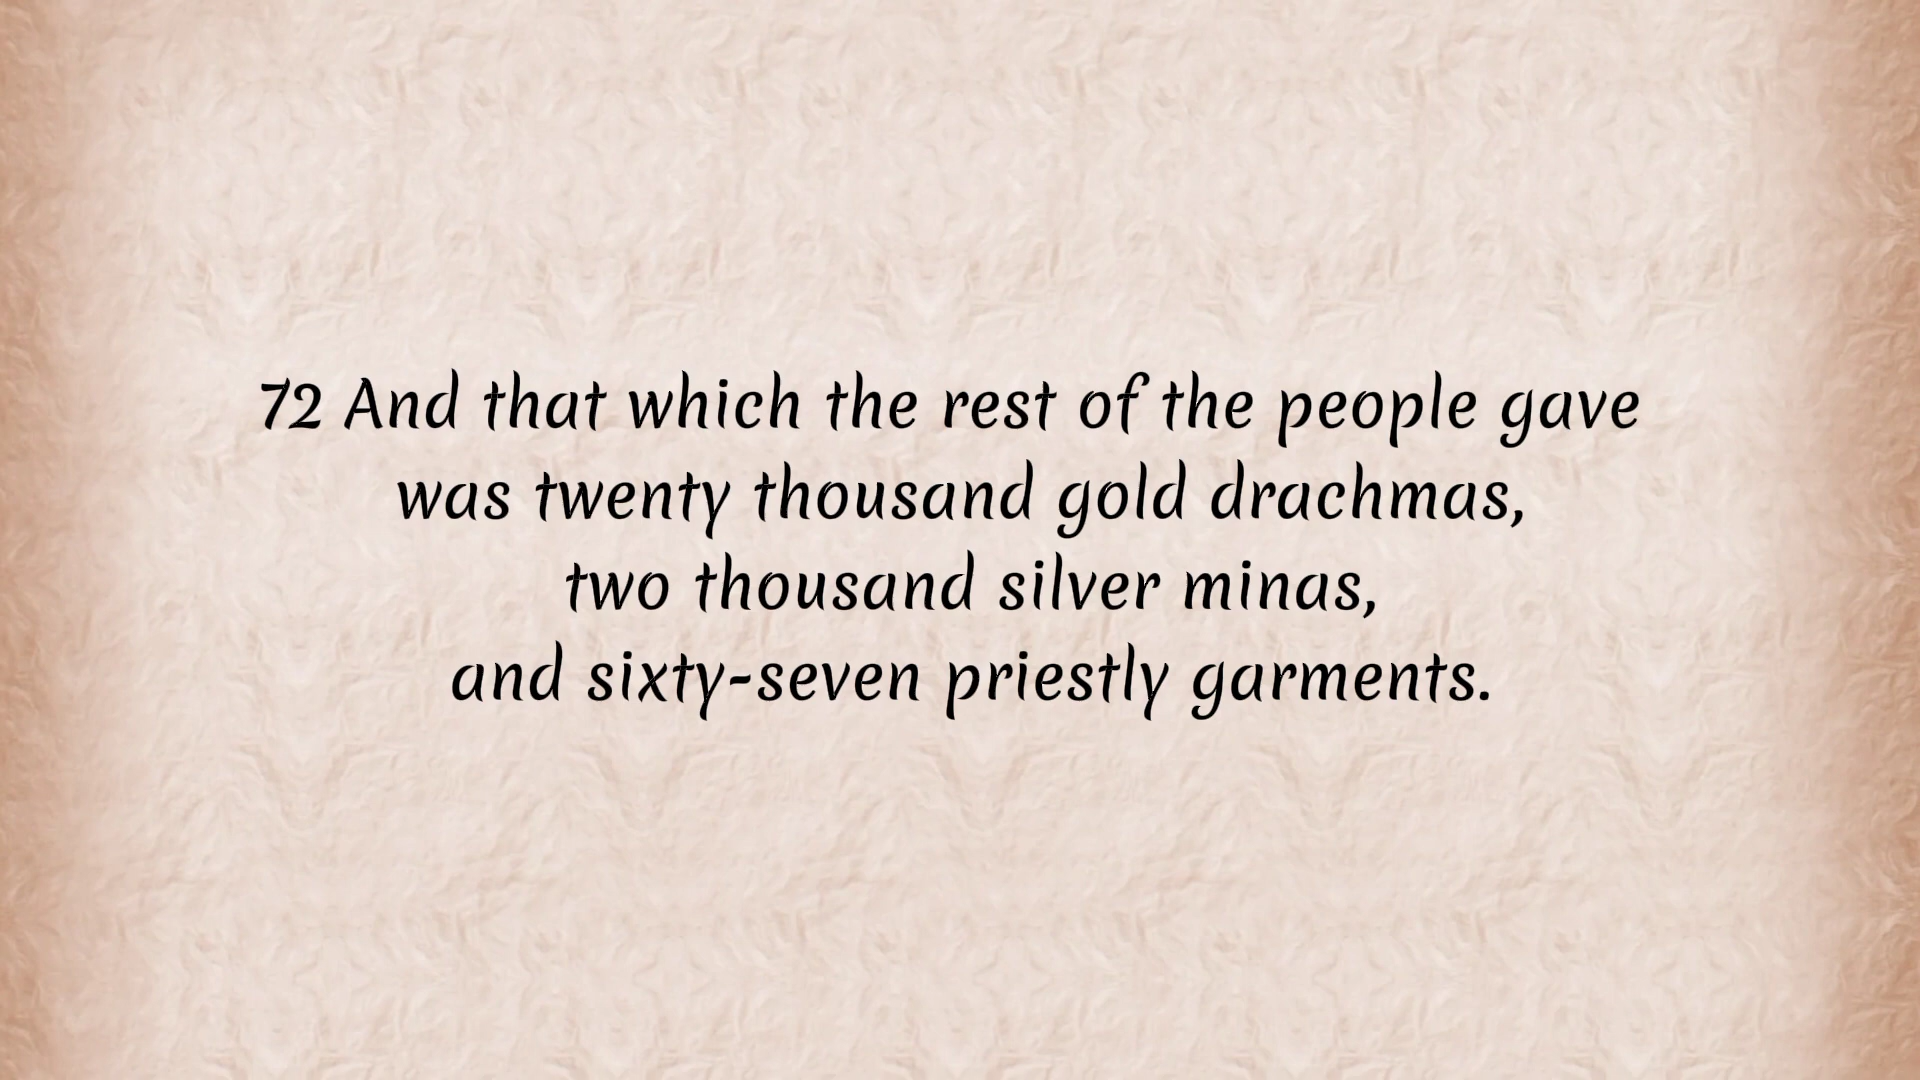 72 And that which the rest of the people gave
was twenty thousand gold drachmas,
two thousand silver minas,
and sixty-seven priestly garments.